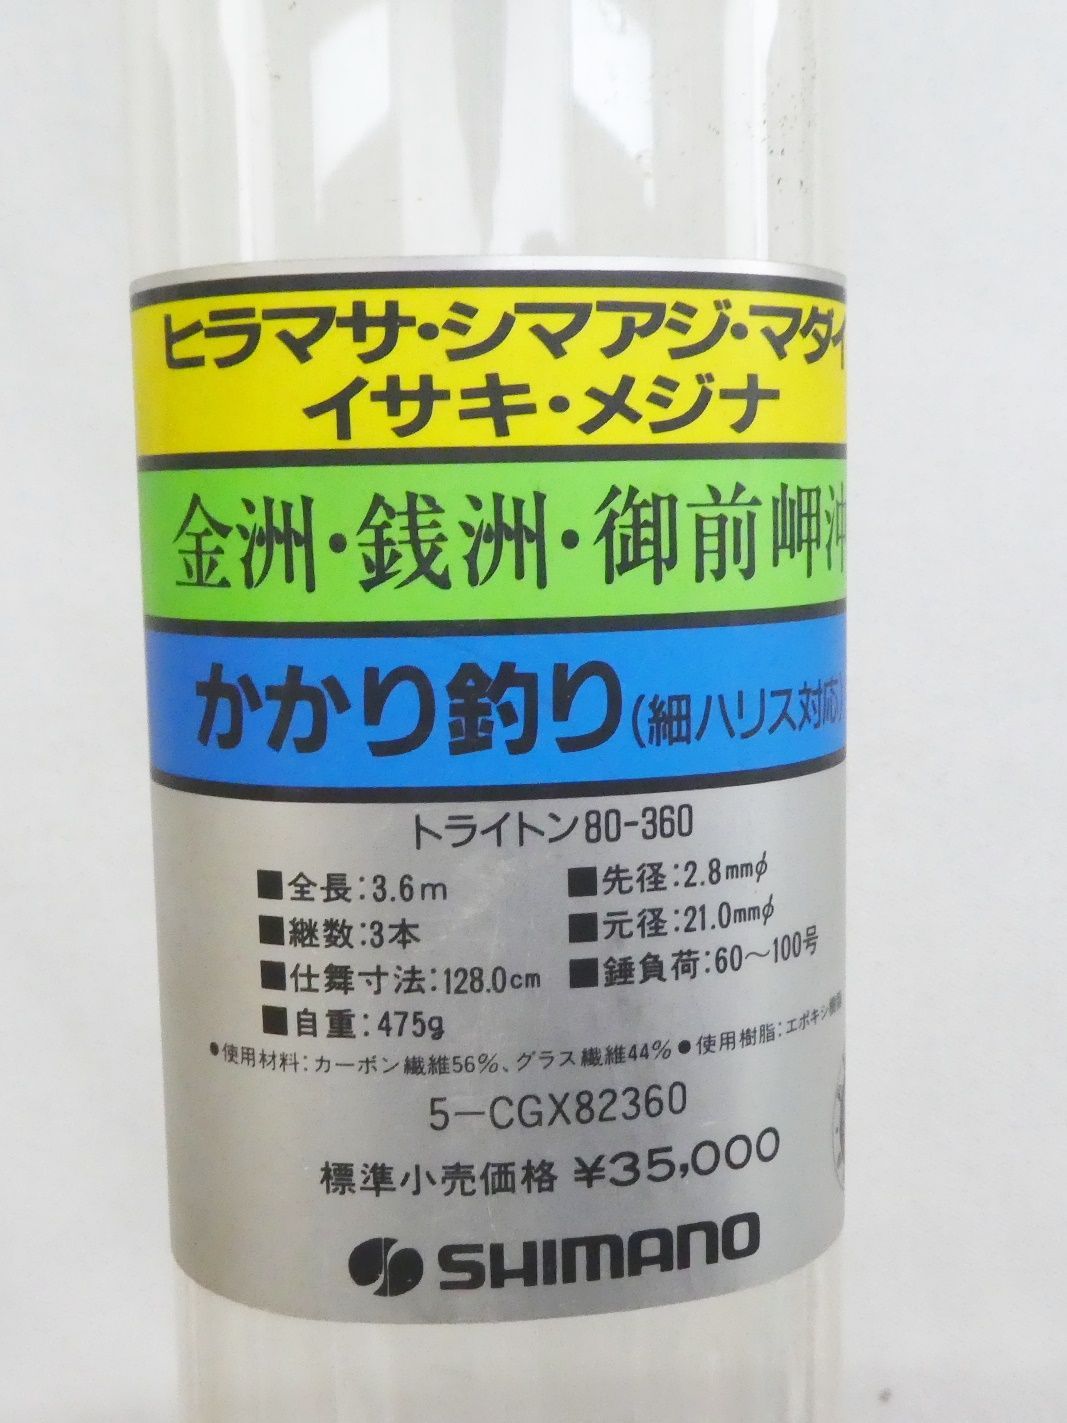 ヒラマサ・シマアジ・マダイ
イサキ・メジナ
金洲・銭洲・御前岬沖
かかり釣り(細ハリス対応)
トライトン80-360
■全長:3.6m
■先径:2.8mmφ
■継数:3本
■元径:21.0mmφ
■仕舞寸法:128.0cm
■錘負荷:60〜100号
■自重:475g
●使用材料:カーボン繊維56%、グラス繊維44% ●使用樹脂:エポキシ樹脂
5-CGX82360
標準小売価格 ¥35,000
SHIMANO